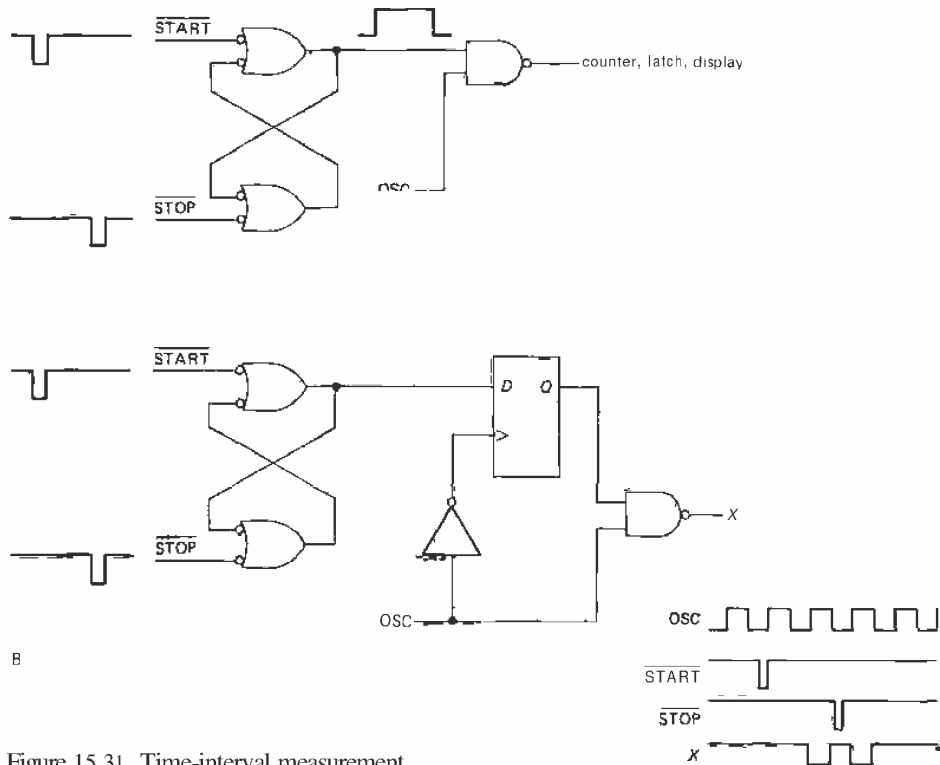 START
counter, latch, display
OSC
STOP
START
D Q
X
STOP
OSC
B
OSC
START
STOP
X
Figure 15.31. Time-interval measurement